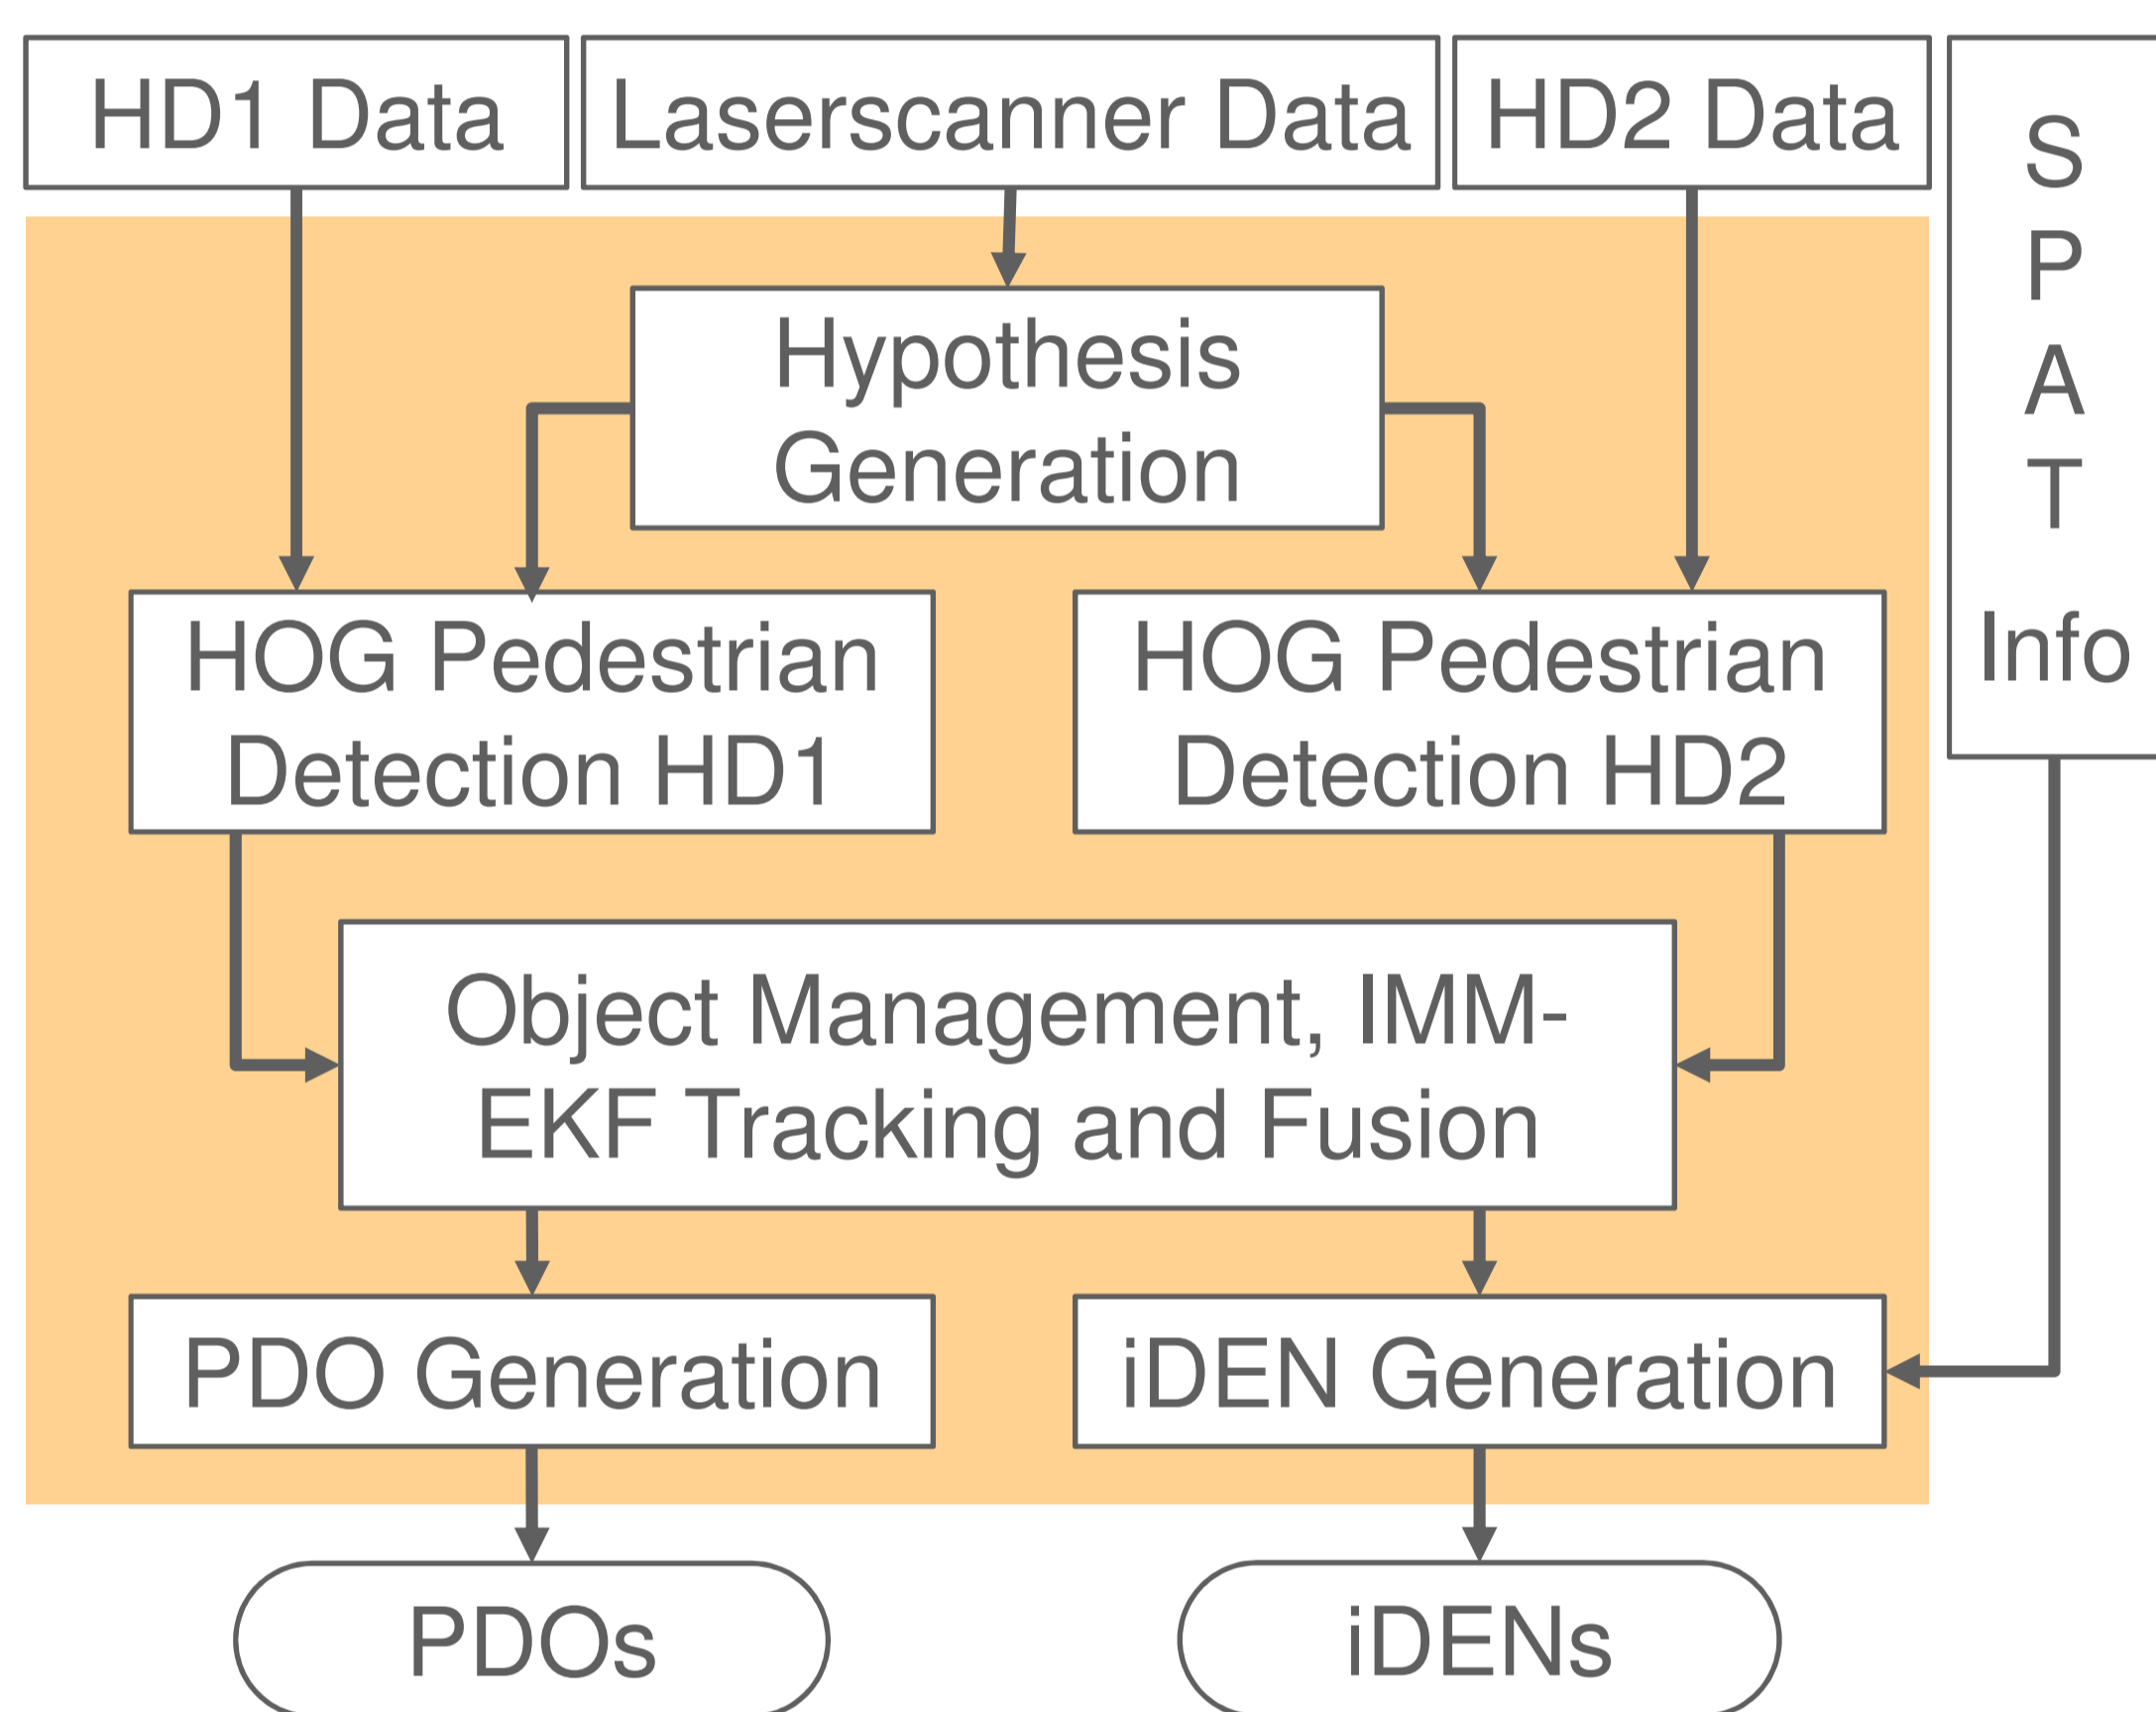 HD1 Data
Laserscanner Data
HD2 Data
S
P
A
T
Info
Hypothesis
Generation
HOG Pedestrian
Detection HD1
HOG Pedestrian
Detection HD2
Object Management, IMM-
EKF Tracking and Fusion
PDO Generation
iDEN Generation
PDOs
iDENs